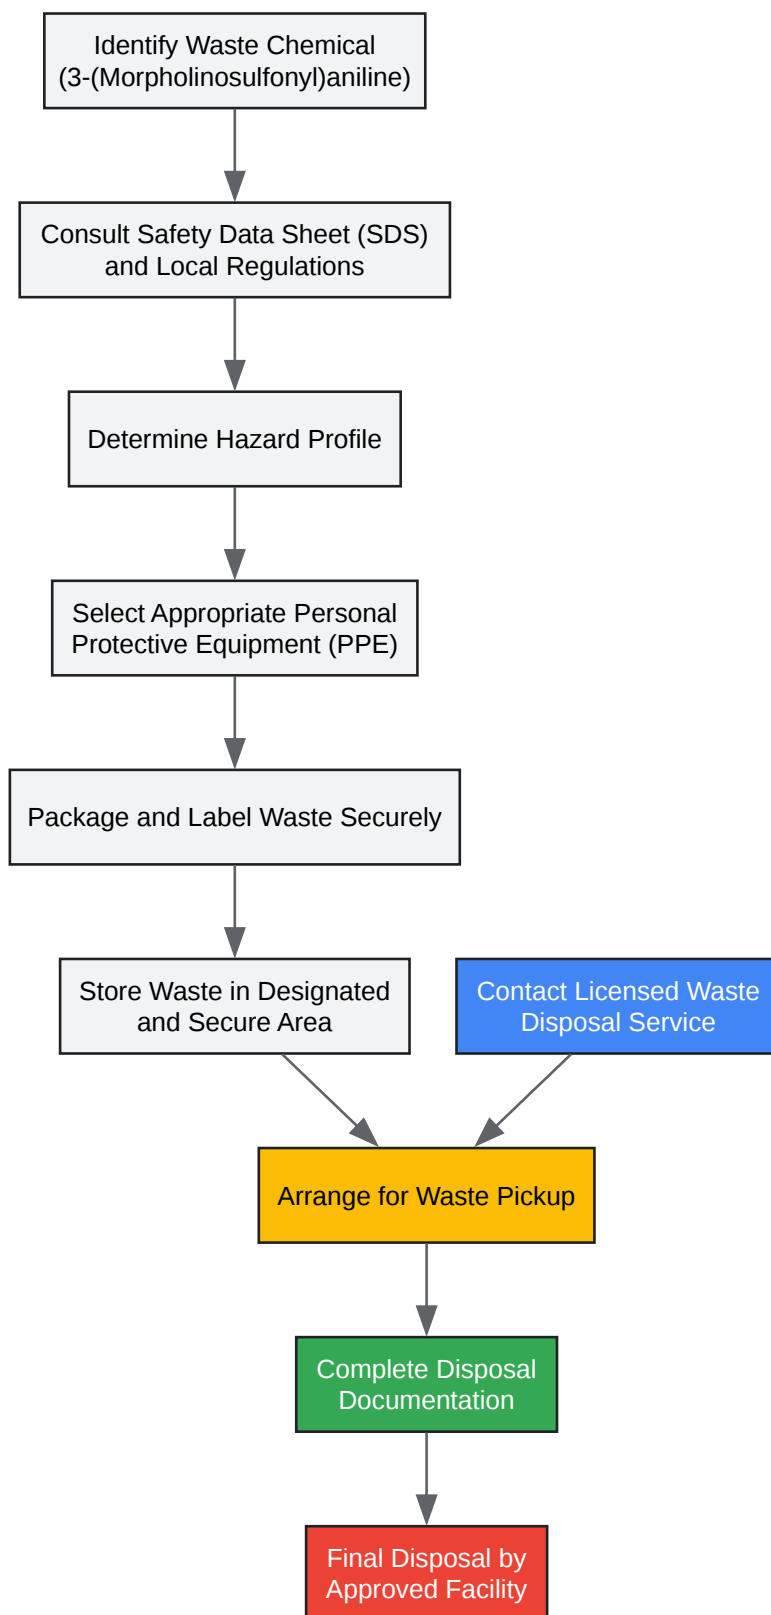 Identify Waste Chemical
(3-(Morpholinosulfonyl)aniline)
Consult Safety Data Sheet (SDS)
and Local Regulations
Determine Hazard Profile
Select Appropriate Personal
Protective Equipment (PPE)
Package and Label Waste Securely
Store Waste in Designated
and Secure Area
Contact Licensed Waste
Disposal Service
Arrange for Waste Pickup
Complete Disposal
Documentation
Final Disposal by
Approved Facility